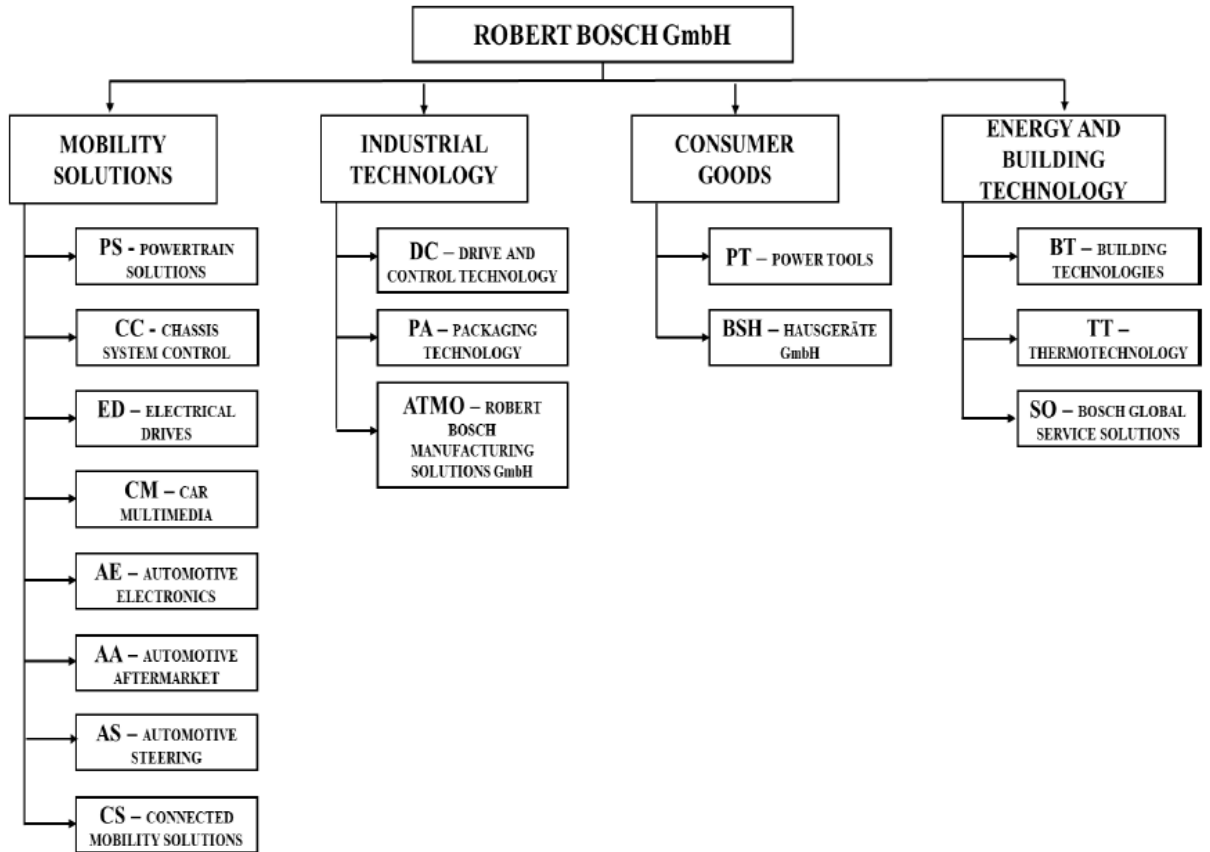 ROBERT BOSCH GmbH
MOBILITY
SOLUTIONS
PS - POWERTRAIN
SOLUTIONS
CC - CHASSIS
SYSTEM CONTROL
ED – ELECTRICAL
DRIVES
CM – CAR
MULTIMEDIA
AE – AUTOMOTIVE
ELECTRONICS
AA – AUTOMOTIVE
AFTERMARKET
AS – AUTOMOTIVE
STEERING
CS – CONNECTED
MOBILITY SOLUTIONS
INDUSTRIAL
TECHNOLOGY
DC – DRIVE AND
CONTROL TECHNOLOGY
PA – PACKAGING
TECHNOLOGY
ATMO – ROBERT
BOSCH
MANUFACTURING
SOLUTIONS GmbH
CONSUMER
GOODS
PT – POWER TOOLS
BSH – HAUSGERÄTE
GmbH
ENERGY AND
BUILDING
TECHNOLOGY
BT – BUILDING
TECHNOLOGIES
TT –
THERMOTECHNOLOGY
SO – BOSCH GLOBAL
SERVICE SOLUTIONS